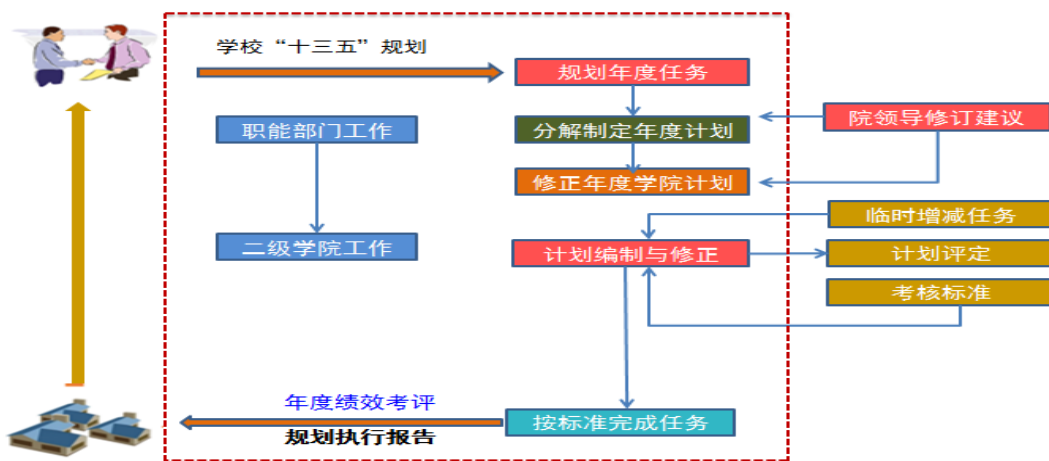 学校“十三五”规划
规划年度任务
职能部门工作
分解制定年度计划
院领导修订建议
修正年度学院计划
临时增减任务
二级学院工作
计划编制与修正
计划评定
考核标准
年度绩效考评
按标准完成任务
规划执行报告